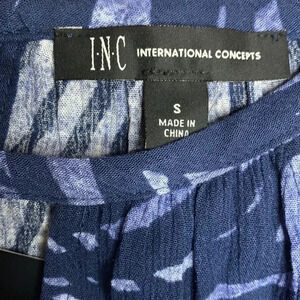 I·N·C INTERNATIONAL CONCEPTS
S
MADE IN
CHINA